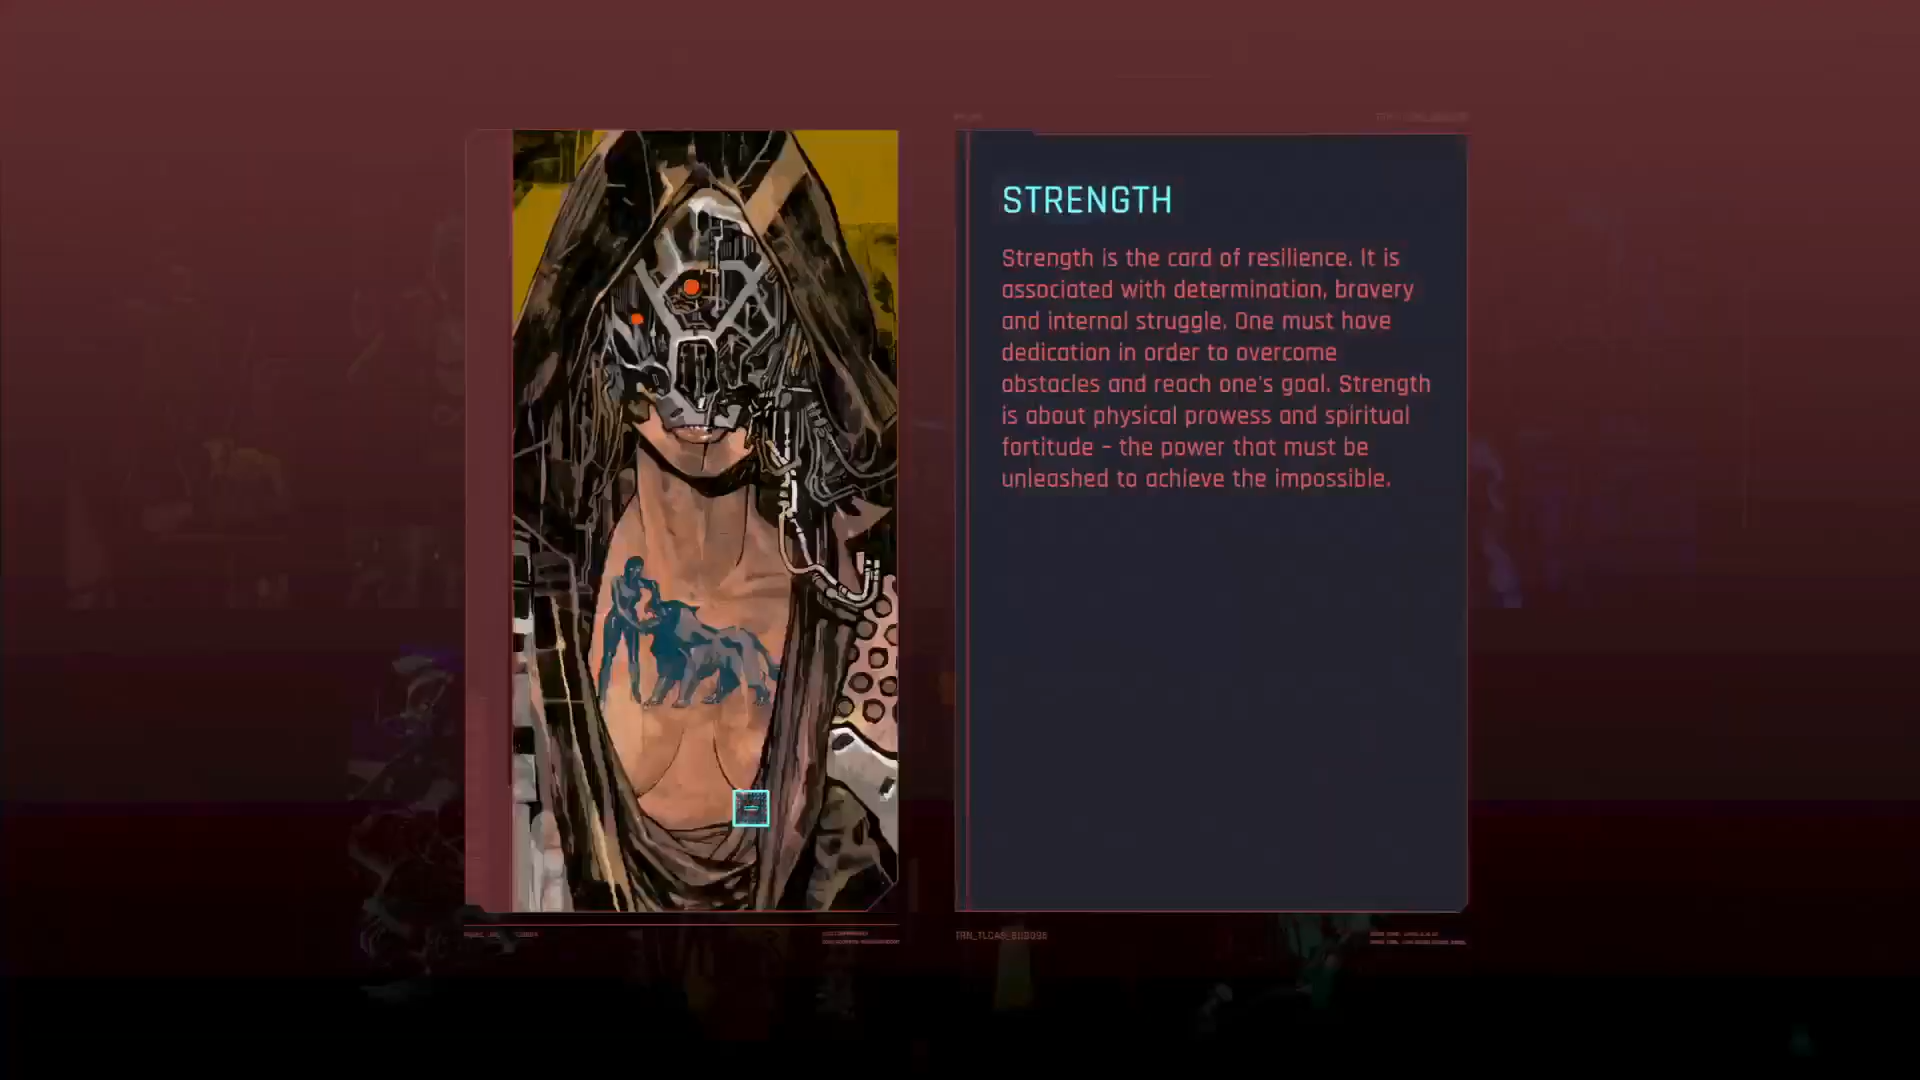 STRENGTH
Strength is the card of resilience. It is
associated with determination, bravery
and internal struggle. One must have
dedication in order to overcome
obstacles and reach one's goal. Strength
is about physical prowess and spiritual
fortitude – the power that must be
unleashed to achieve the impossible.